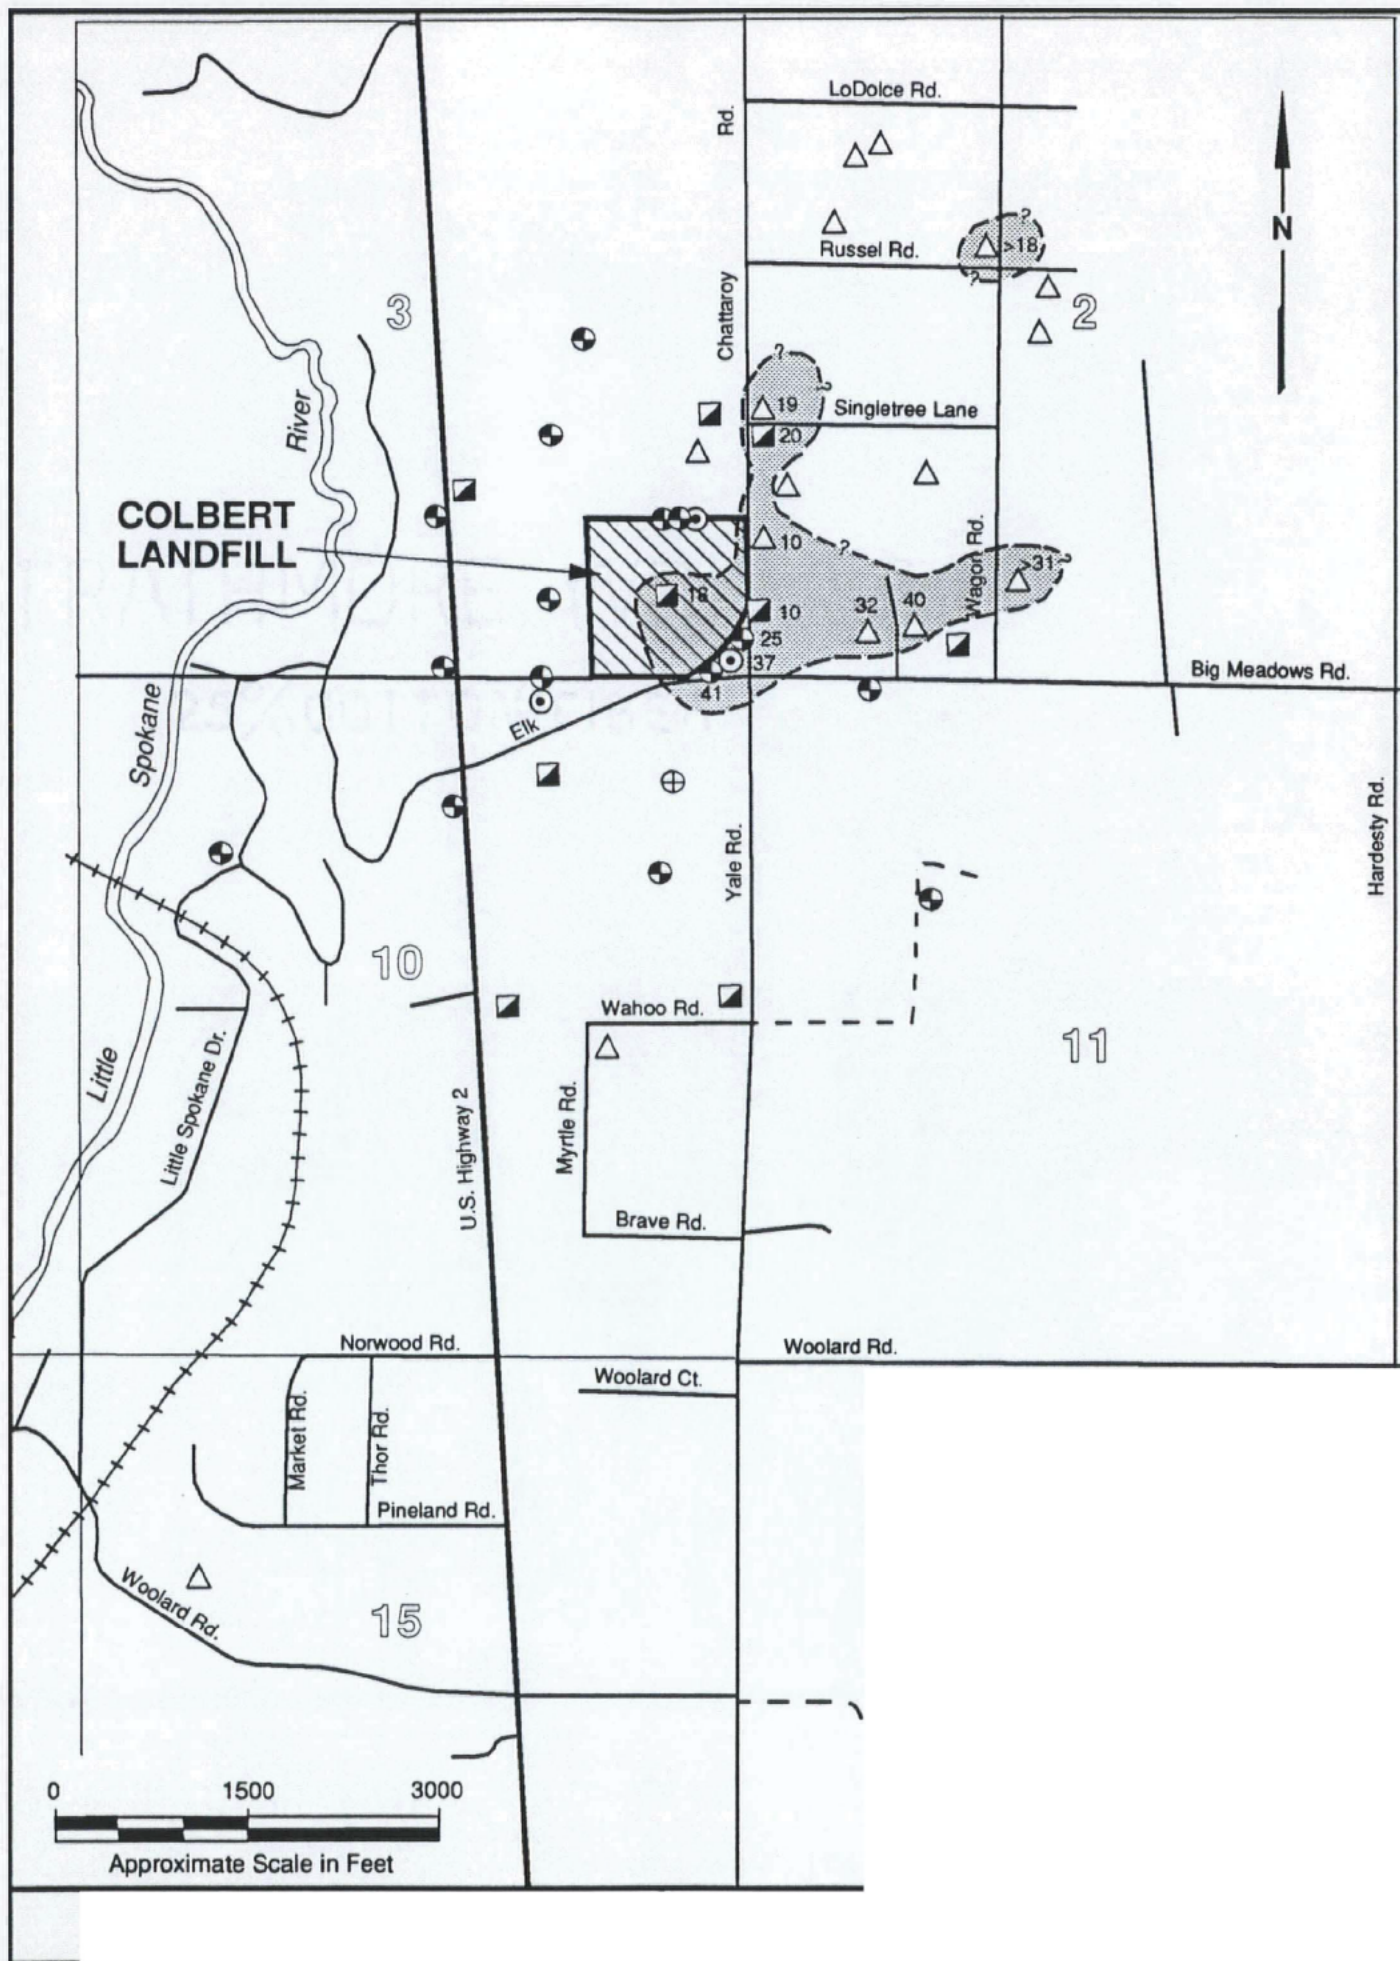 LoDolce Rd.
Rd.
Chattaroy
?
>18
?
Russel Rd.
N
3
2
?
?
19
Singletree Lane
20
River
COLBERT
LANDFILL
10
?
Wagon Rd.
>31
?
18
10
32
40
25
37
41
Big Meadows Rd.
Elk
Spokane
Yale Rd.
Hardesty Rd.
10
Wahoo Rd.
11
Little
Little Spokane Dr.
U.S. Highway 2
Myrtle Rd.
Brave Rd.
Norwood Rd.
Woolard Rd.
Woolard Ct.
Market Rd.
Thor Rd.
Pineland Rd.
Woolard Rd.
15
0 1500 3000
Approximate Scale in Feet